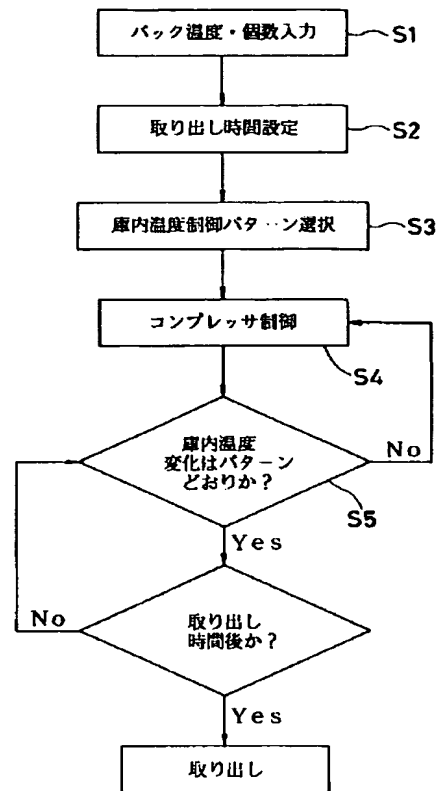 パック温度・個数入力
S1
取り出し時間設定
S2
庫内温度制御パターン選択
S3
コンプレッサ制御
S4
庫内温度
変化はパターン
どおりか?
No
S5
Yes
取り出し
時間後か?
No
Yes
取り出し